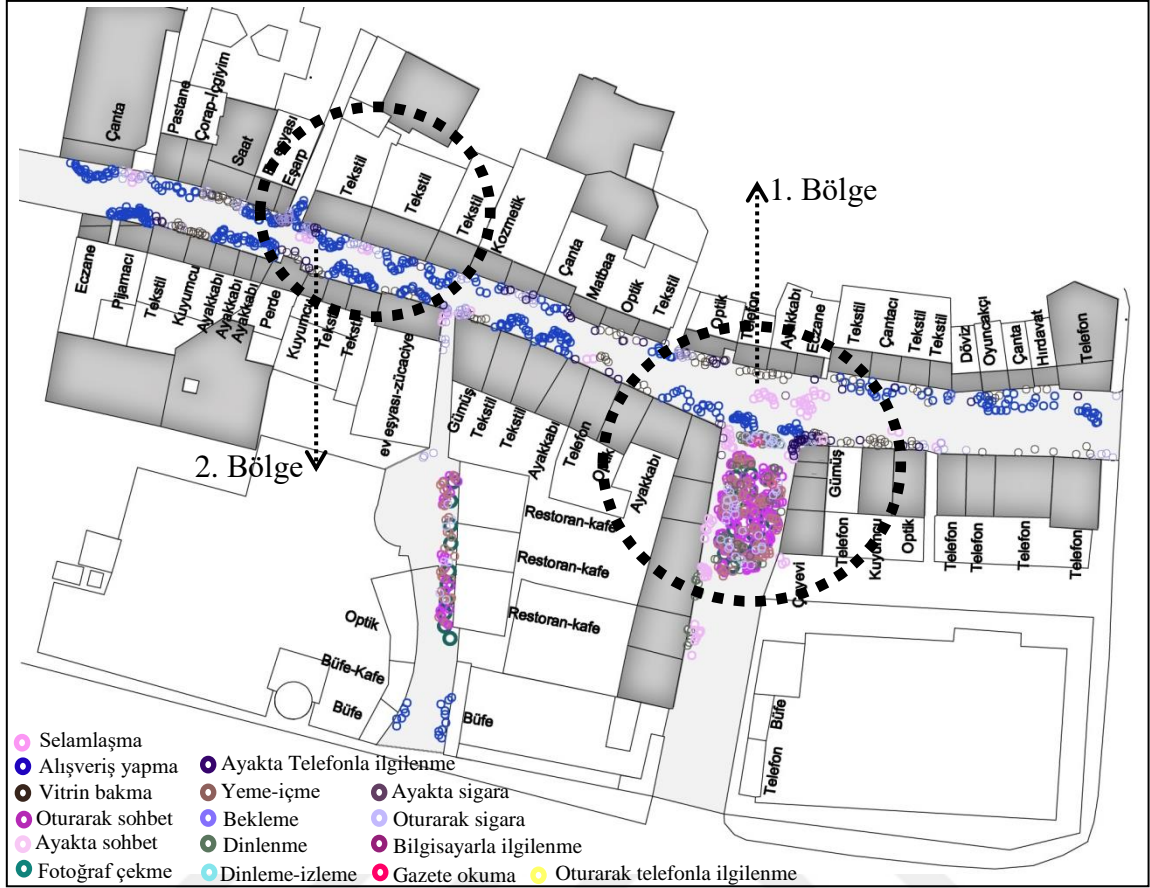 Çanta
Pastane
Çorap-İçgiyim
Saat
eşyası
Eşarp
Tekstil
Tekstil
Tekstil
Kozmetik
Çanta
Matbaa
Optik
Tekstil
Optik
Telefon
Ayakkabı
Eczane
Tekstil
Çantacı
Tekstil
Tekstil
Döviz
Oyuncakçı
Çanta
Hırdavat
Telefon
1. Bölge
Eczane
Pijamacı
Tekstil
Kuyumcu
Ayakkabı
Ayakkabı
Ayakkabı
Perde
Kuyumcu
Tekstil
Tekstil
ev eşyası-zücaciye
Gümüş
Tekstil
Tekstil
Ayakkabı
Telefon
Optik
Ayakkabı
Gümüş
Telefon
Kuyumcu
Optik
Telefon
Telefon
Telefon
Telefon
Çayevi
2. Bölge
Restoran-kafe
Restoran-kafe
Restoran-kafe
Optik
Büfe-Kafe
Büfe
Büfe
Büfe
Telefon
Selamlaşma
Alışveriş yapma
Vitrin bakma
Oturarak sohbet
Ayakta sohbet
Fotoğraf çekme
Ayakta Telefonla ilgilenme
Yeme-içme
Bekleme
Dinlenme
Dinleme-izleme
Ayakta sigara
Oturarak sigara
Bilgisayarla ilgilenme
Gazete okuma
Oturarak telefonla ilgilenme